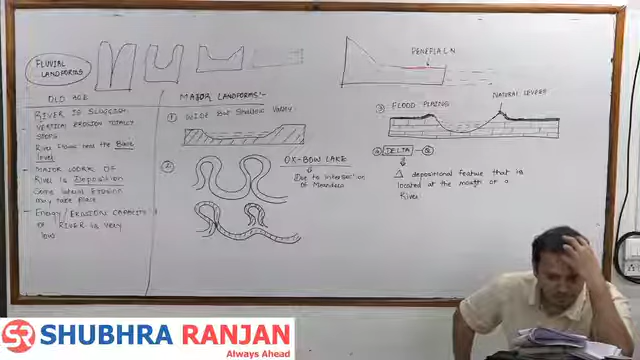 FLUVIAL
LANDFORMS
OLD AGE
RIVER IS SLUGGISH
VERTICAL EROSION TOTALLY
STOPS
River flows near the Base
level
- MAJOR WORK OF
RIVER IS DEPOSITION
Some lateral Erosion
may take Place
- Energy/EROSION CAPACITY
of RIVER is very
low
MAJOR LANDFORMS:-
① WIDE BUT SHALLOW VALLEY
②
OX-BOW LAKE
Due to intersection
of Meanders
PENEPLAIN
NATURAL LEVEES
③ FLOOD PLAINS
④ DELTA
A depositional feature that is
located at the mouth of a
River
SR SHUBHRA RANJAN
Always Ahead